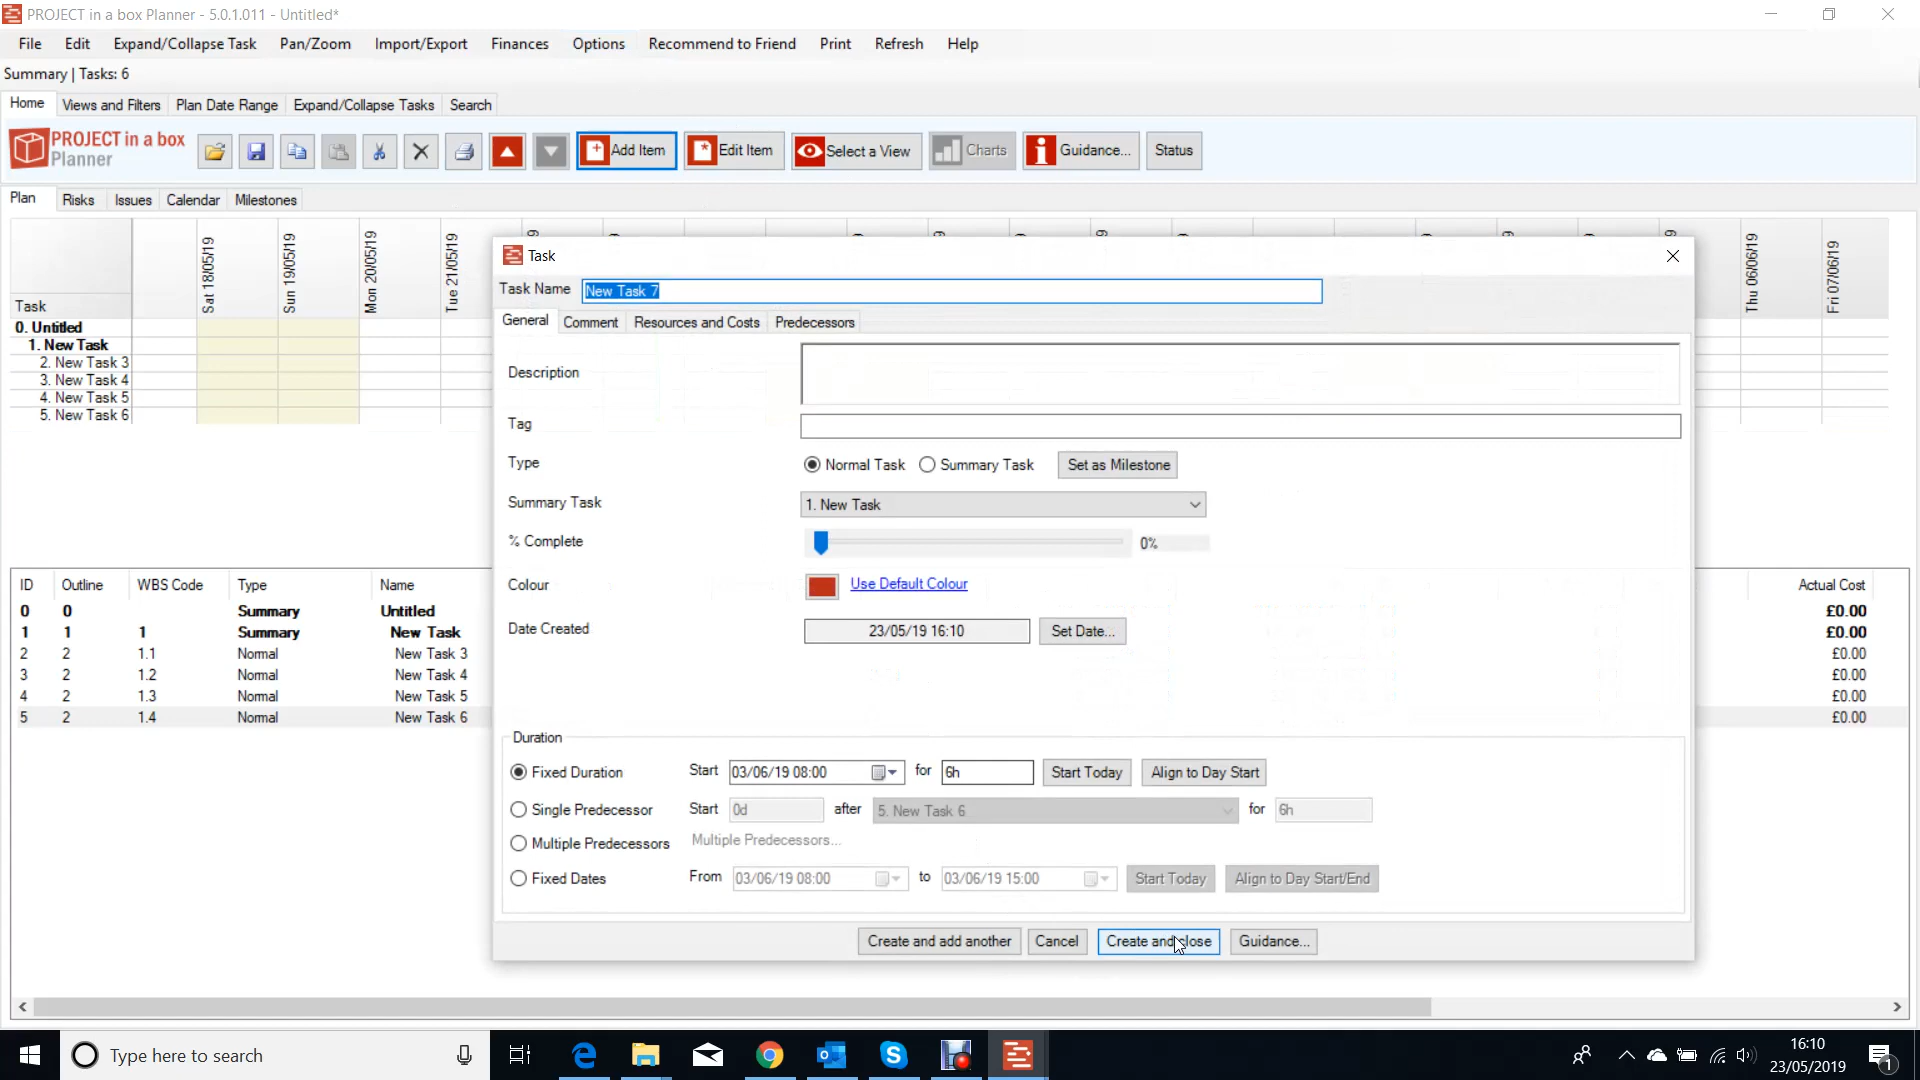 PROJECT in a box Planner - 5.0.1.011 - Untitled*
File Edit Expand/Collapse Task Pan/Zoom Import/Export Finances Options Recommend to Friend Print Refresh Help
Summary | Tasks: 6
Home Views and Filters Plan Date Range Expand/Collapse Tasks Search
PROJECT in a box
Planner
Add Item Edit Item Select a View Charts Guidance... Status
Plan Risks Issues Calendar Milestones
Sat 18/05/19 Sun 19/05/19 Mon 20/05/19 Tue 21/05/19 Thu 06/06/19 Fri 07/06/19
Task
0. Untitled
1. New Task
2. New Task 3
3. New Task 4
4. New Task 5
5. New Task 6
Task
Task Name New Task 7
General Comment Resources and Costs Predecessors
Description
Tag
Type Normal Task Summary Task Set as Milestone
Summary Task 1. New Task
% Complete 0%
Colour Use Default Colour
Date Created 23/05/19 16:10 Set Date...
Duration
Fixed Duration Start 03/06/19 08:00 for 6h Start Today Align to Day Start
Single Predecessor Start 0d after 5. New Task 6 for 6h
Multiple Predecessors Multiple Predecessors...
Fixed Dates From 03/06/19 08:00 to 03/06/19 15:00 Start Today Align to Day Start/End
Create and add another Cancel Create and close Guidance...
ID Outline WBS Code Type Name Actual Cost
0 0 Summary Untitled £0.00
1 1 1 Summary New Task £0.00
2 2 1.1 Normal New Task 3 £0.00
3 2 1.2 Normal New Task 4 £0.00
4 2 1.3 Normal New Task 5 £0.00
5 2 1.4 Normal New Task 6 £0.00
Type here to search
16:10
23/05/2019
1